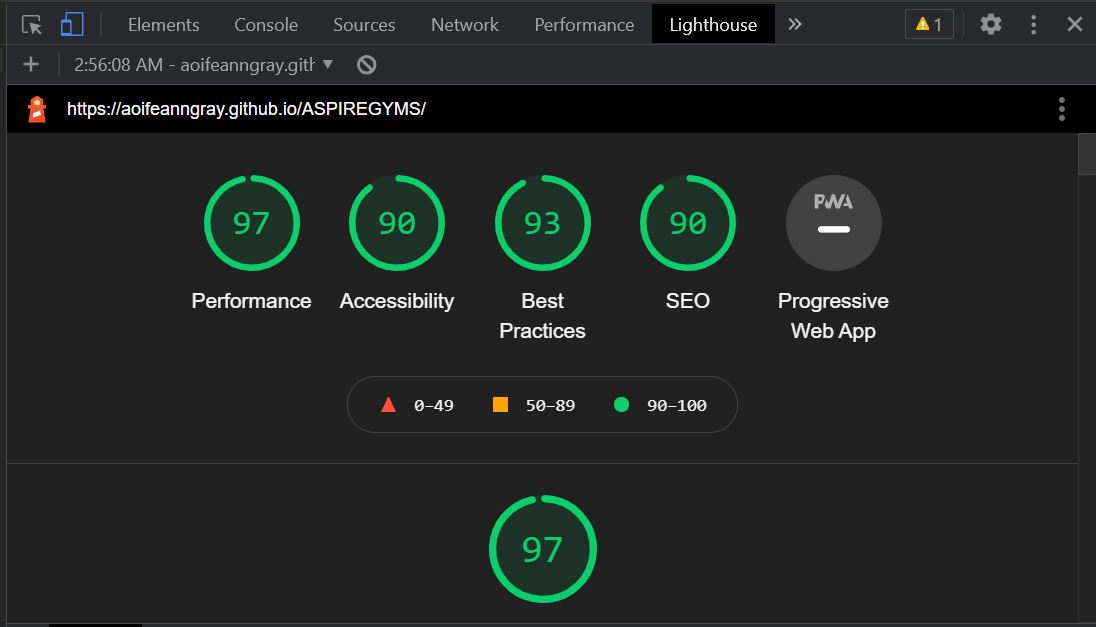 Elements Console Sources Network Performance Lighthouse » 1
+ 2:56:08 AM - aoifeanngray.gith
https://aoifeanngray.github.io/ASPIREGYMS/
97 90 93 90 PWA
Performance Accessibility Best Practices SEO Progressive Web App
0–49 50–89 90–100
97